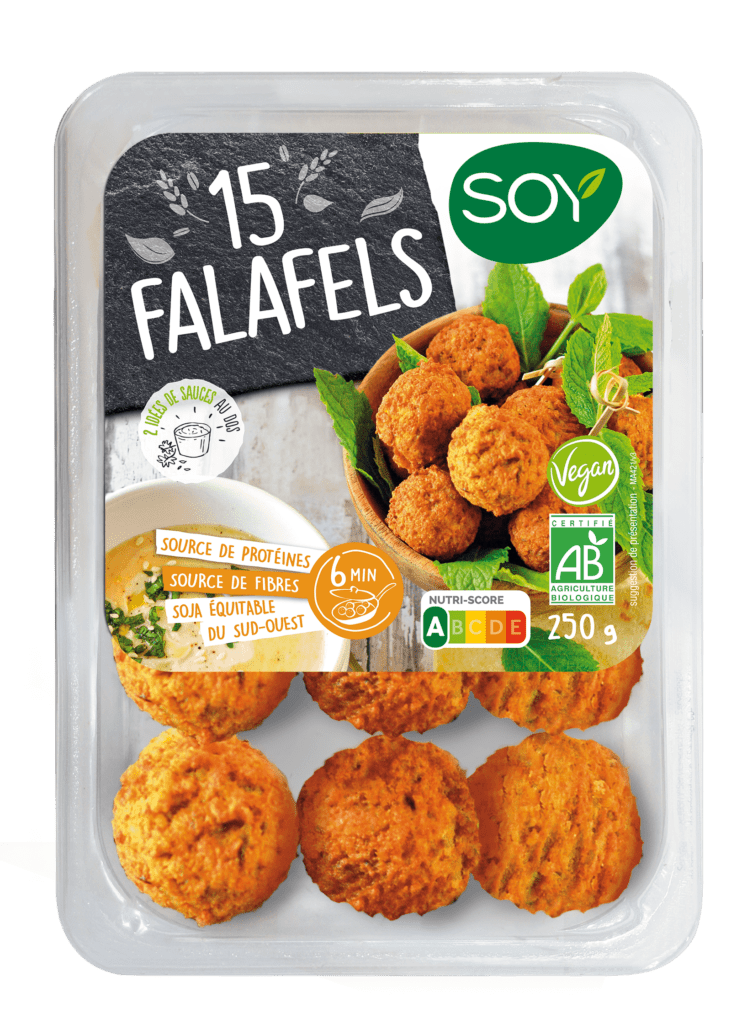 15
FALAFELS
SOY
2 IDÉES DE SAUCES AU DOS
SOURCE DE PROTÉINES
SOURCE DE FIBRES
SOJA ÉQUITABLE
DU SUD-OUEST
6 MIN
Vegan
CERTIFIÉ
AB
AGRICULTURE
BIOLOGIQUE
NUTRI-SCORE
A B C D E
250 g
suggestion de présentation -